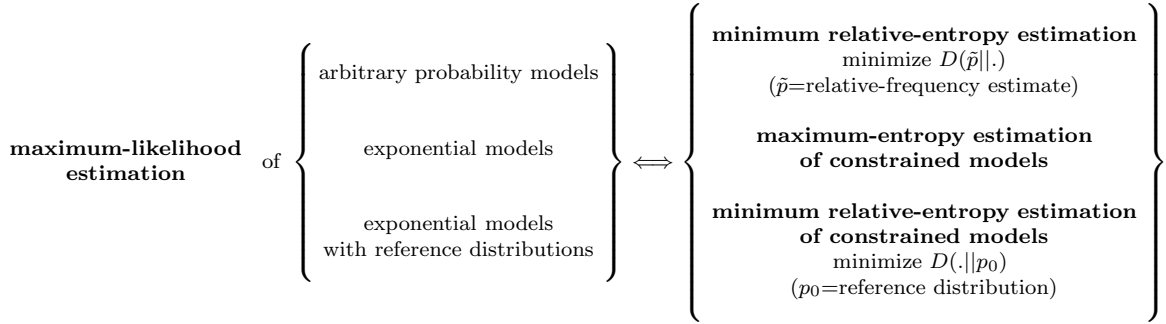 maximum-likelihood
estimation
of
arbitrary probability models
exponential models
exponential models
with reference distributions
⟺
minimum relative-entropy estimation
minimize D(p̃||.)
(p̃=relative-frequency estimate)
maximum-entropy estimation
of constrained models
minimum relative-entropy estimation
of constrained models
minimize D(.||p₀)
(p₀=reference distribution)